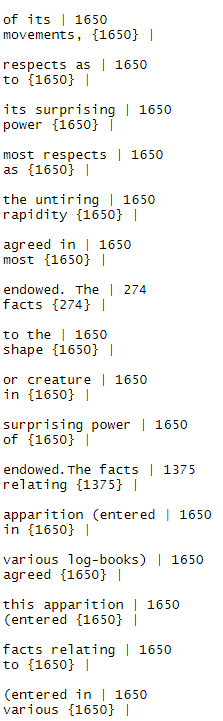 of its | 1650
movements, {1650} |
respects as | 1650
to {1650} |
its surprising | 1650
power {1650} |
most respects | 1650
as {1650} |
the untiring | 1650
rapidity {1650} |
agreed in | 1650
most {1650} |
endowed. The | 274
facts {274} |
to the | 1650
shape {1650} |
or creature | 1650
in {1650} |
surprising power | 1650
of {1650} |
endowed.The facts | 1375
relating {1375} |
apparition (entered | 1650
in {1650} |
various log-books) | 1650
agreed {1650} |
this apparition | 1650
(entered {1650} |
facts relating | 1650
to {1650} |
(entered in | 1650
various {1650} |